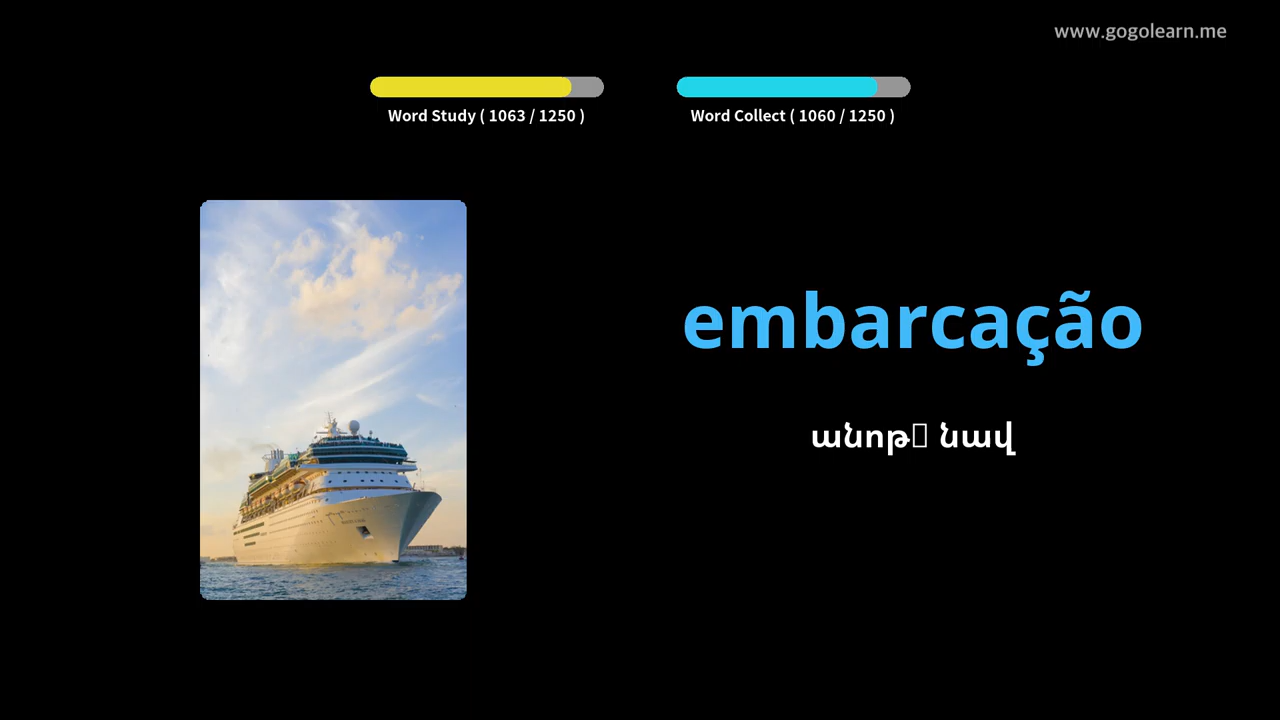 www.gogolearn.me
Word Study ( 1063 / 1250 )
Word Collect ( 1060 / 1250 )
embarcação
անոթ՝ նավ